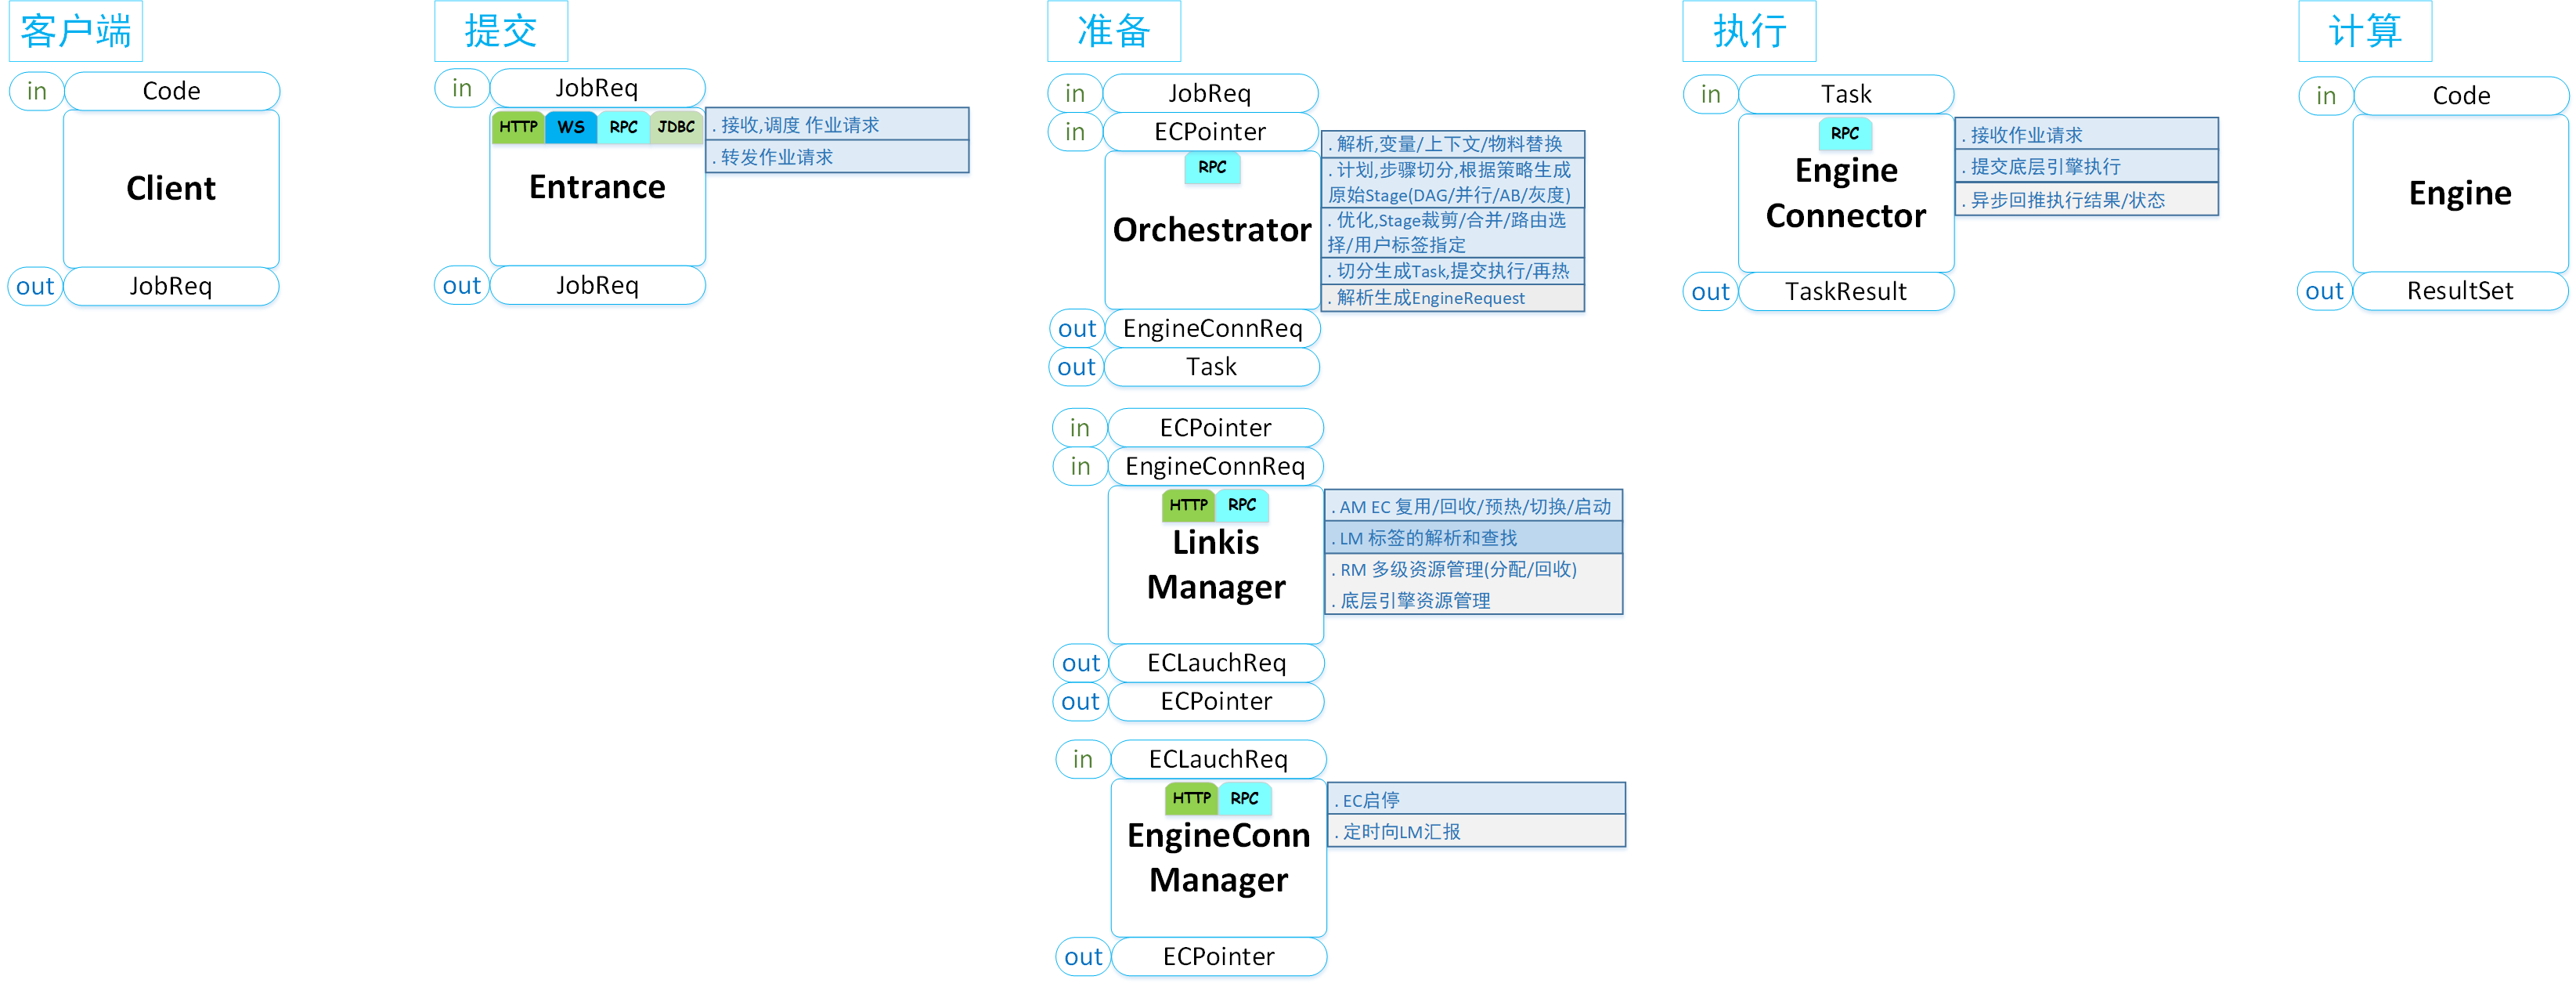 客户端
in
Code
Client
out
JobReq
提交
in
JobReq
HTTP
WS
RPC
JDBC
Entrance
. 接收,调度 作业请求
. 转发作业请求
out
JobReq
准备
in
JobReq
in
ECPointer
RPC
Orchestrator
. 解析,变量/上下文/物料替换
. 计划,步骤切分,根据策略生成
原始Stage(DAG/并行/AB/灰度)
. 优化,Stage裁剪/合并/路由选
择/用户标签指定
. 切分生成Task,提交执行/再热
. 解析生成EngineRequest
out
EngineConnReq
out
Task
in
ECPointer
in
EngineConnReq
HTTP
RPC
Linkis
Manager
. AM EC 复用/回收/预热/切换/启动
. LM 标签的解析和查找
. RM 多级资源管理(分配/回收)
. 底层引擎资源管理
out
ECLauchReq
out
ECPointer
in
ECLauchReq
HTTP
RPC
EngineConn
Manager
. EC启停
. 定时向LM汇报
out
ECPointer
执行
in
Task
RPC
Engine
Connector
. 接收作业请求
. 提交底层引擎执行
. 异步回推执行结果/状态
out
TaskResult
计算
in
Code
Engine
out
ResultSet